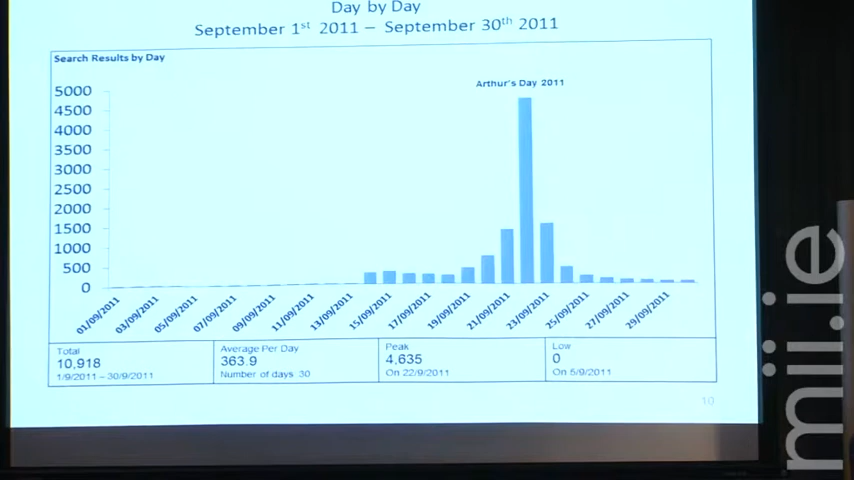 Day by Day
September 1st 2011 – September 30th 2011
Search Results by Day
Arthur's Day 2011
5000
4500
4000
3500
3000
2500
2000
1500
1000
500
0
01/09/2011
03/09/2011
05/09/2011
07/09/2011
09/09/2011
11/09/2011
13/09/2011
15/09/2011
17/09/2011
19/09/2011
21/09/2011
23/09/2011
25/09/2011
27/09/2011
29/09/2011
Total
10,918
1/9/2011 – 30/9/2011
Average Per Day
363.9
Number of days 30
Peak
4,635
On 22/9/2011
Low
0
On 5/9/2011
10
mii.ie